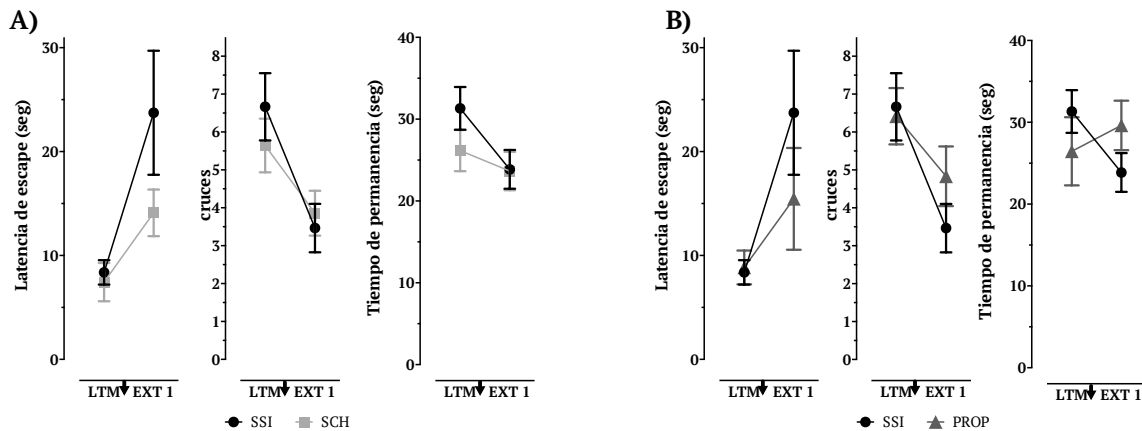 A)
Latencia de escape (seg)
30
20
10
0
LTM EXT 1
cruces
8
7
6
5
4
3
2
1
0
LTM EXT 1
Tiempo de permanencia (seg)
40
30
20
10
0
LTM EXT 1
SSI SCH
B)
Latencia de escape (seg)
30
20
10
0
LTM EXT 1
cruces
8
7
6
5
4
3
2
1
0
LTM EXT 1
Tiempo de permanencia (seg)
40
30
20
10
0
LTM EXT 1
SSI PROP